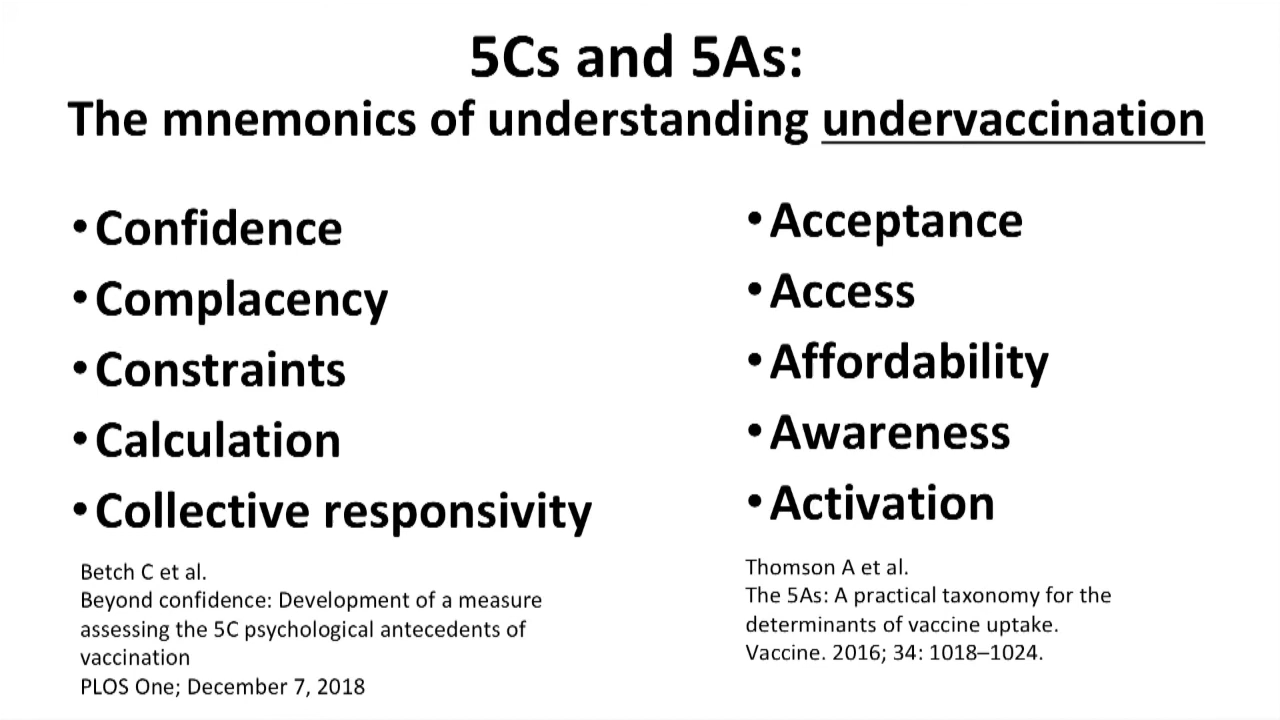 5Cs and 5As:
The mnemonics of understanding undervaccination
•Confidence
•Complacency
•Constraints
•Calculation
•Collective responsivity
Betch C et al.
Beyond confidence: Development of a measure
assessing the 5C psychological antecedents of
vaccination
PLOS One; December 7, 2018
•Acceptance
•Access
•Affordability
•Awareness
•Activation
Thomson A et al.
The 5As: A practical taxonomy for the
determinants of vaccine uptake.
Vaccine. 2016; 34: 1018–1024.